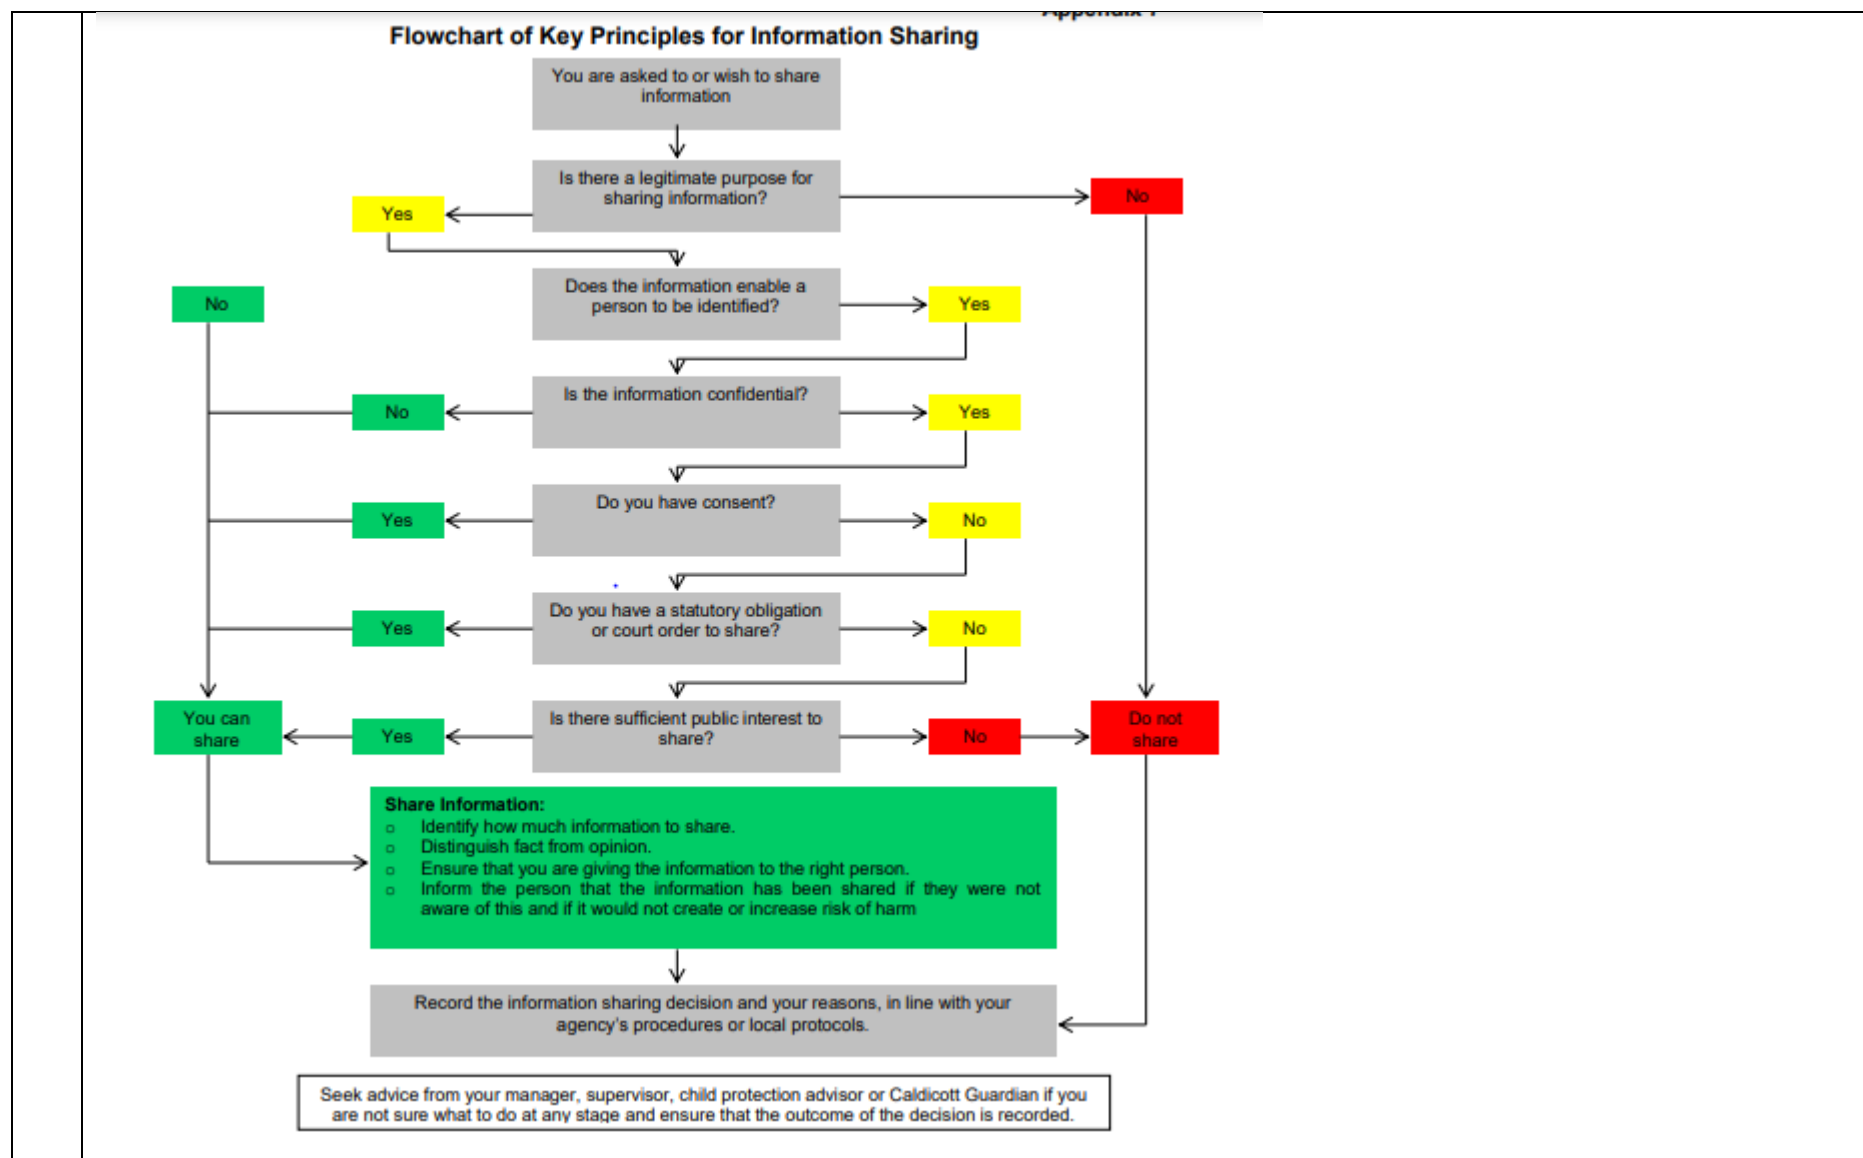 Flowchart of Key Principles for Information Sharing
You are asked to or wish to share
information
Is there a legitimate purpose for
sharing information?
No
Yes
Does the information enable a
person to be identified?
No
Yes
Is the information confidential?
No
Yes
Do you have consent?
Yes
No
Do you have a statutory obligation
or court order to share?
Yes
No
Is there sufficient public interest to
share?
You can
share
Yes
No
Do not
share
Share Information:
o Identify how much information to share.
o Distinguish fact from opinion.
o Ensure that you are giving the information to the right person.
o Inform the person that the information has been shared if they were not
aware of this and if it would not create or increase risk of harm
Record the information sharing decision and your reasons, in line with your
agency's procedures or local protocols.
Seek advice from your manager, supervisor, child protection advisor or Caldicott Guardian if you
are not sure what to do at any stage and ensure that the outcome of the decision is recorded.